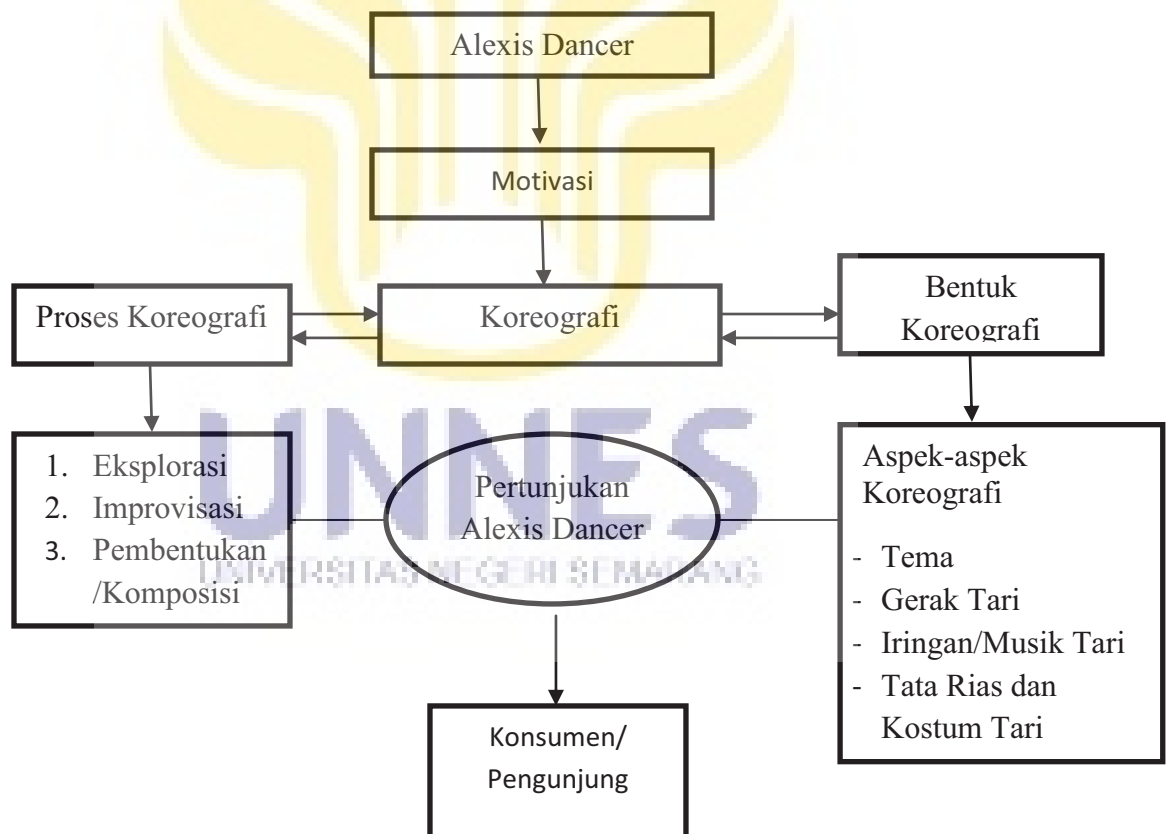 Alexis Dancer
Motivasi
Proses Koreografi
Koreografi
Bentuk
Koreografi
1. Eksplorasi
2. Improvisasi
3. Pembentukan
/Komposisi
UNNES
UNIVERSITAS NEGERI SEMARANG
Pertunjukan
Alexis Dancer
Aspek-aspek
Koreografi
- Tema
- Gerak Tari
- Iringan/Musik Tari
- Tata Rias dan
Kostum Tari
Konsumen/
Pengunjung